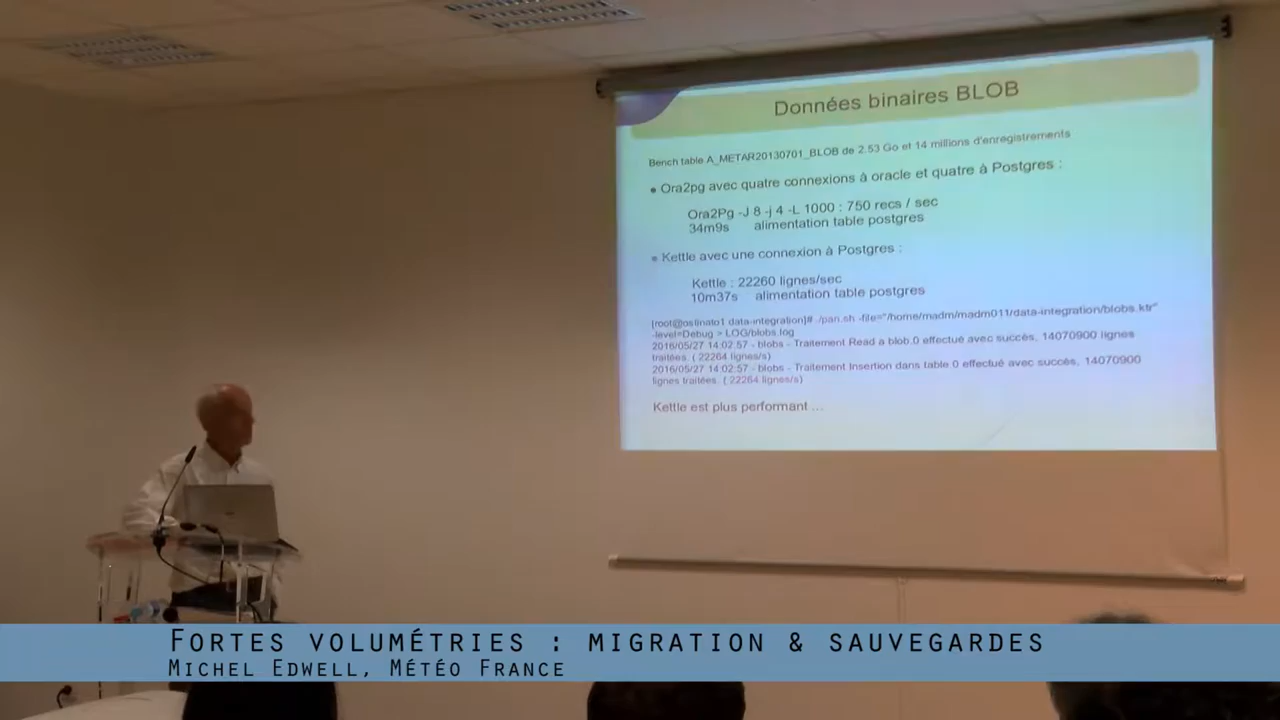 Données binaires BLOB
Bench table A_METAR20130701_BLOB de 2.53 Go et 14 millions d'enregistrements
• Ora2pg avec quatre connexions à oracle et quatre à Postgres :
Ora2Pg -J 8 -j 4 -L 1000 : 750 recs / sec
34m9s alimentation table postgres
• Kettle avec une connexion à Postgres :
Kettle : 22260 lignes/sec
10m37s alimentation table postgres
[root@ostinato1 data-integration]# ./pan.sh -file="/home/madm/madm011/data-integration/blobs.ktr"
-level=Debug > LOG/blobs.log
2016/05/27 14:02:57 - blobs - Traitement Read a blob.0 effectué avec succès, 14070900 lignes
traitées. ( 22264 lignes/s)
2016/05/27 14:02:57 - blobs - Traitement Insertion dans table.0 effectué avec succès, 14070900
lignes traitées. ( 22264 lignes/s)
Kettle est plus performant ...
FORTES VOLUMÉTRIES : MIGRATION & SAUVEGARDES
MICHEL EDWELL, MÉTÉO FRANCE